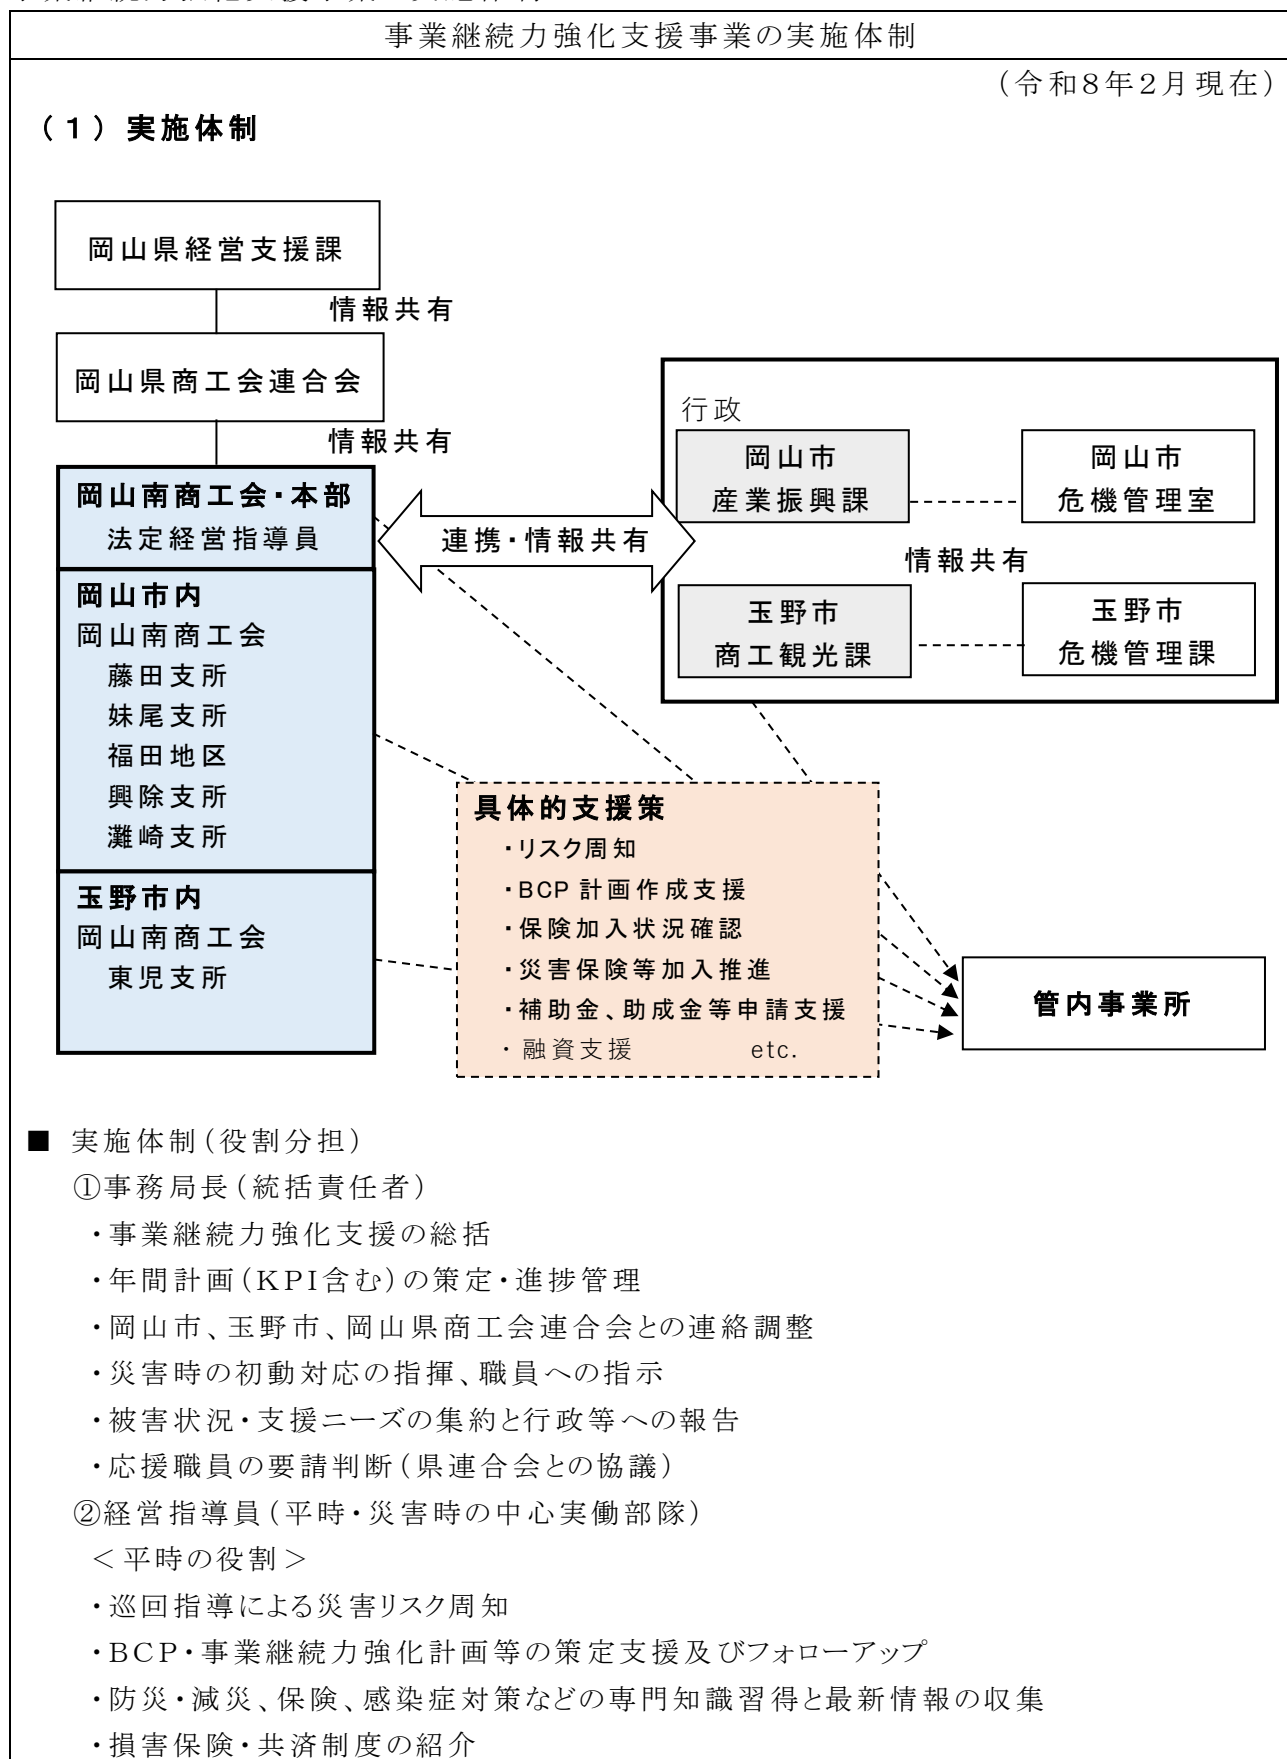 事業継続力強化支援事業の実施体制
(令和8年2月現在)
(1)実施体制
岡山県経営支援課
情報共有
岡山県商工会連合会
情報共有
岡山南商工会・本部
法定経営指導員
岡山市内
岡山南商工会
藤田支所
妹尾支所
福田地区
興除支所
灘崎支所
玉野市内
岡山南商工会
東児支所
連携・情報共有
行政
岡山市
産業振興課
岡山市
危機管理室
情報共有
玉野市
商工観光課
玉野市
危機管理課
具体的支援策
・リスク周知
・BCP計画作成支援
・保険加入状況確認
・災害保険等加入推進
・補助金、助成金等申請支援
・融資支援 etc.
管内事業所
■ 実施体制(役割分担)
①事務局長(統括責任者)
・事業継続力強化支援の総括
・年間計画(KPI含む)の策定・進捗管理
・岡山市、玉野市、岡山県商工会連合会との連絡調整
・災害時の初動対応の指揮、職員への指示
・被害状況・支援ニーズの集約と行政等への報告
・応援職員の要請判断(県連合会との協議)
②経営指導員(平時・災害時の中心実働部隊)
<平時の役割>
・巡回指導による災害リスク周知
・BCP・事業継続力強化計画等の策定支援及びフォローアップ
・防災・減災、保険、感染症対策などの専門知識習得と最新情報の収集
・損害保険・共済制度の紹介